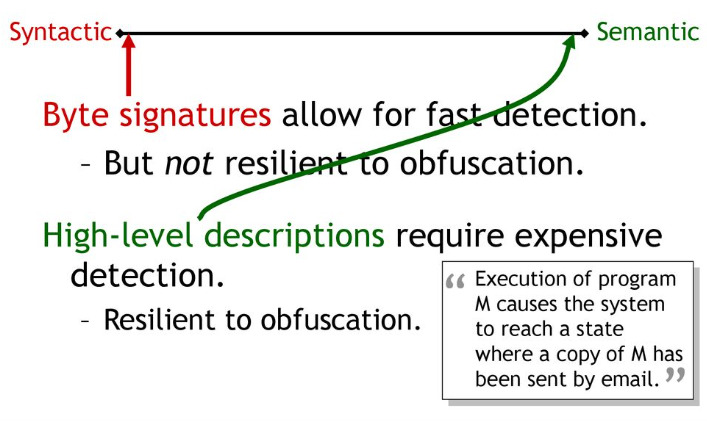 Syntactic Semantic
Byte signatures allow for fast detection.
– But not resilient to obfuscation.
High-level descriptions require expensive
detection.
– Resilient to obfuscation.
“ Execution of program
M causes the system
to reach a state
where a copy of M has
been sent by email. ”